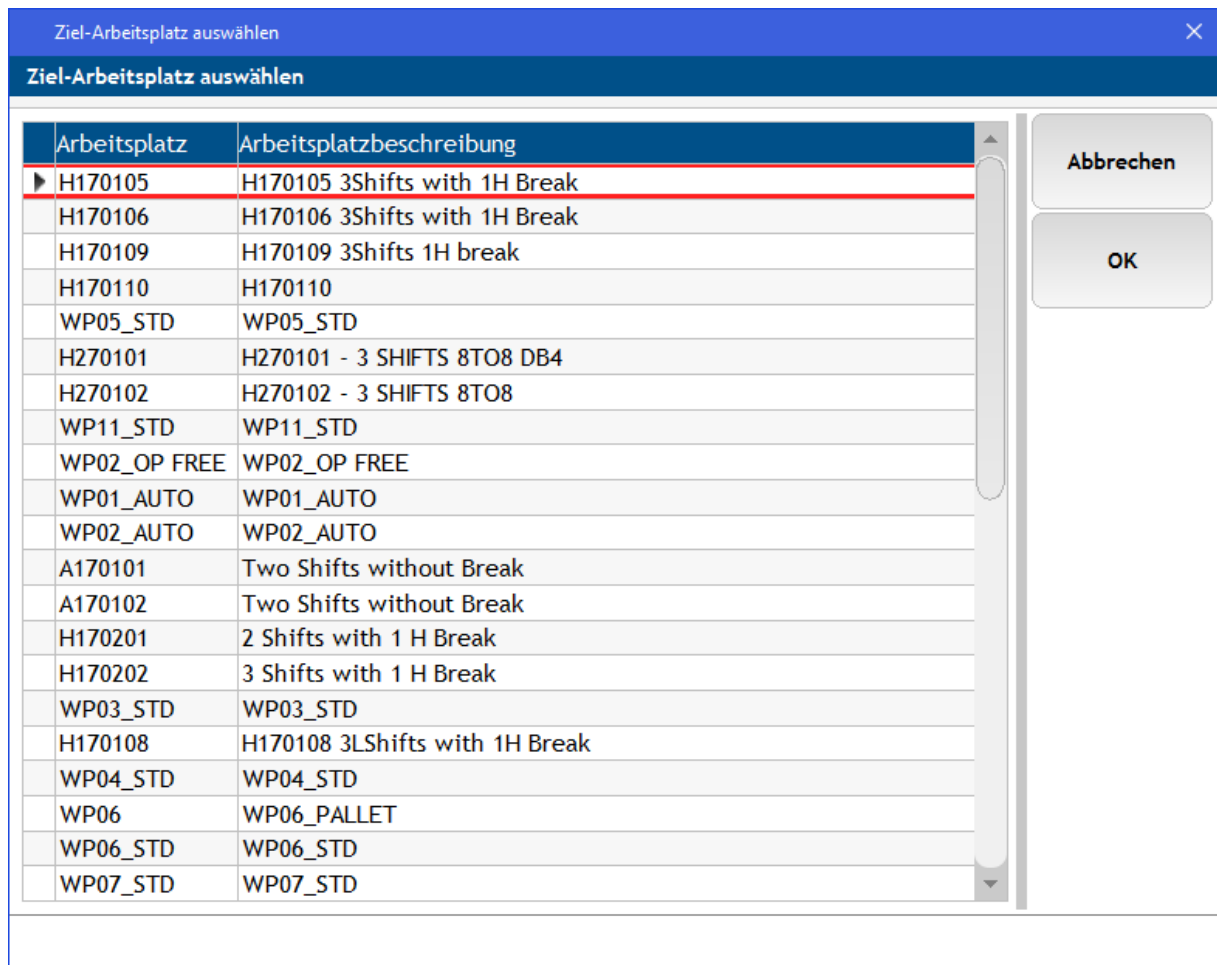 Ziel-Arbeitsplatz auswählen
Ziel-Arbeitsplatz auswählen
Arbeitsplatz Arbeitsplatzbeschreibung
H170105 H170105 3Shifts with 1H Break
H170106 H170106 3Shifts with 1H Break
H170109 H170109 3Shifts 1H break
H170110 H170110
WP05_STD WP05_STD
H270101 H270101 - 3 SHIFTS 8TO8 DB4
H270102 H270102 - 3 SHIFTS 8TO8
WP11_STD WP11_STD
WP02_OP FREE WP02_OP FREE
WP01_AUTO WP01_AUTO
WP02_AUTO WP02_AUTO
A170101 Two Shifts without Break
A170102 Two Shifts without Break
H170201 2 Shifts with 1 H Break
H170202 3 Shifts with 1 H Break
WP03_STD WP03_STD
H170108 H170108 3LShifts with 1H Break
WP04_STD WP04_STD
WP06 WP06_PALLET
WP06_STD WP06_STD
WP07_STD WP07_STD
Abbrechen
OK